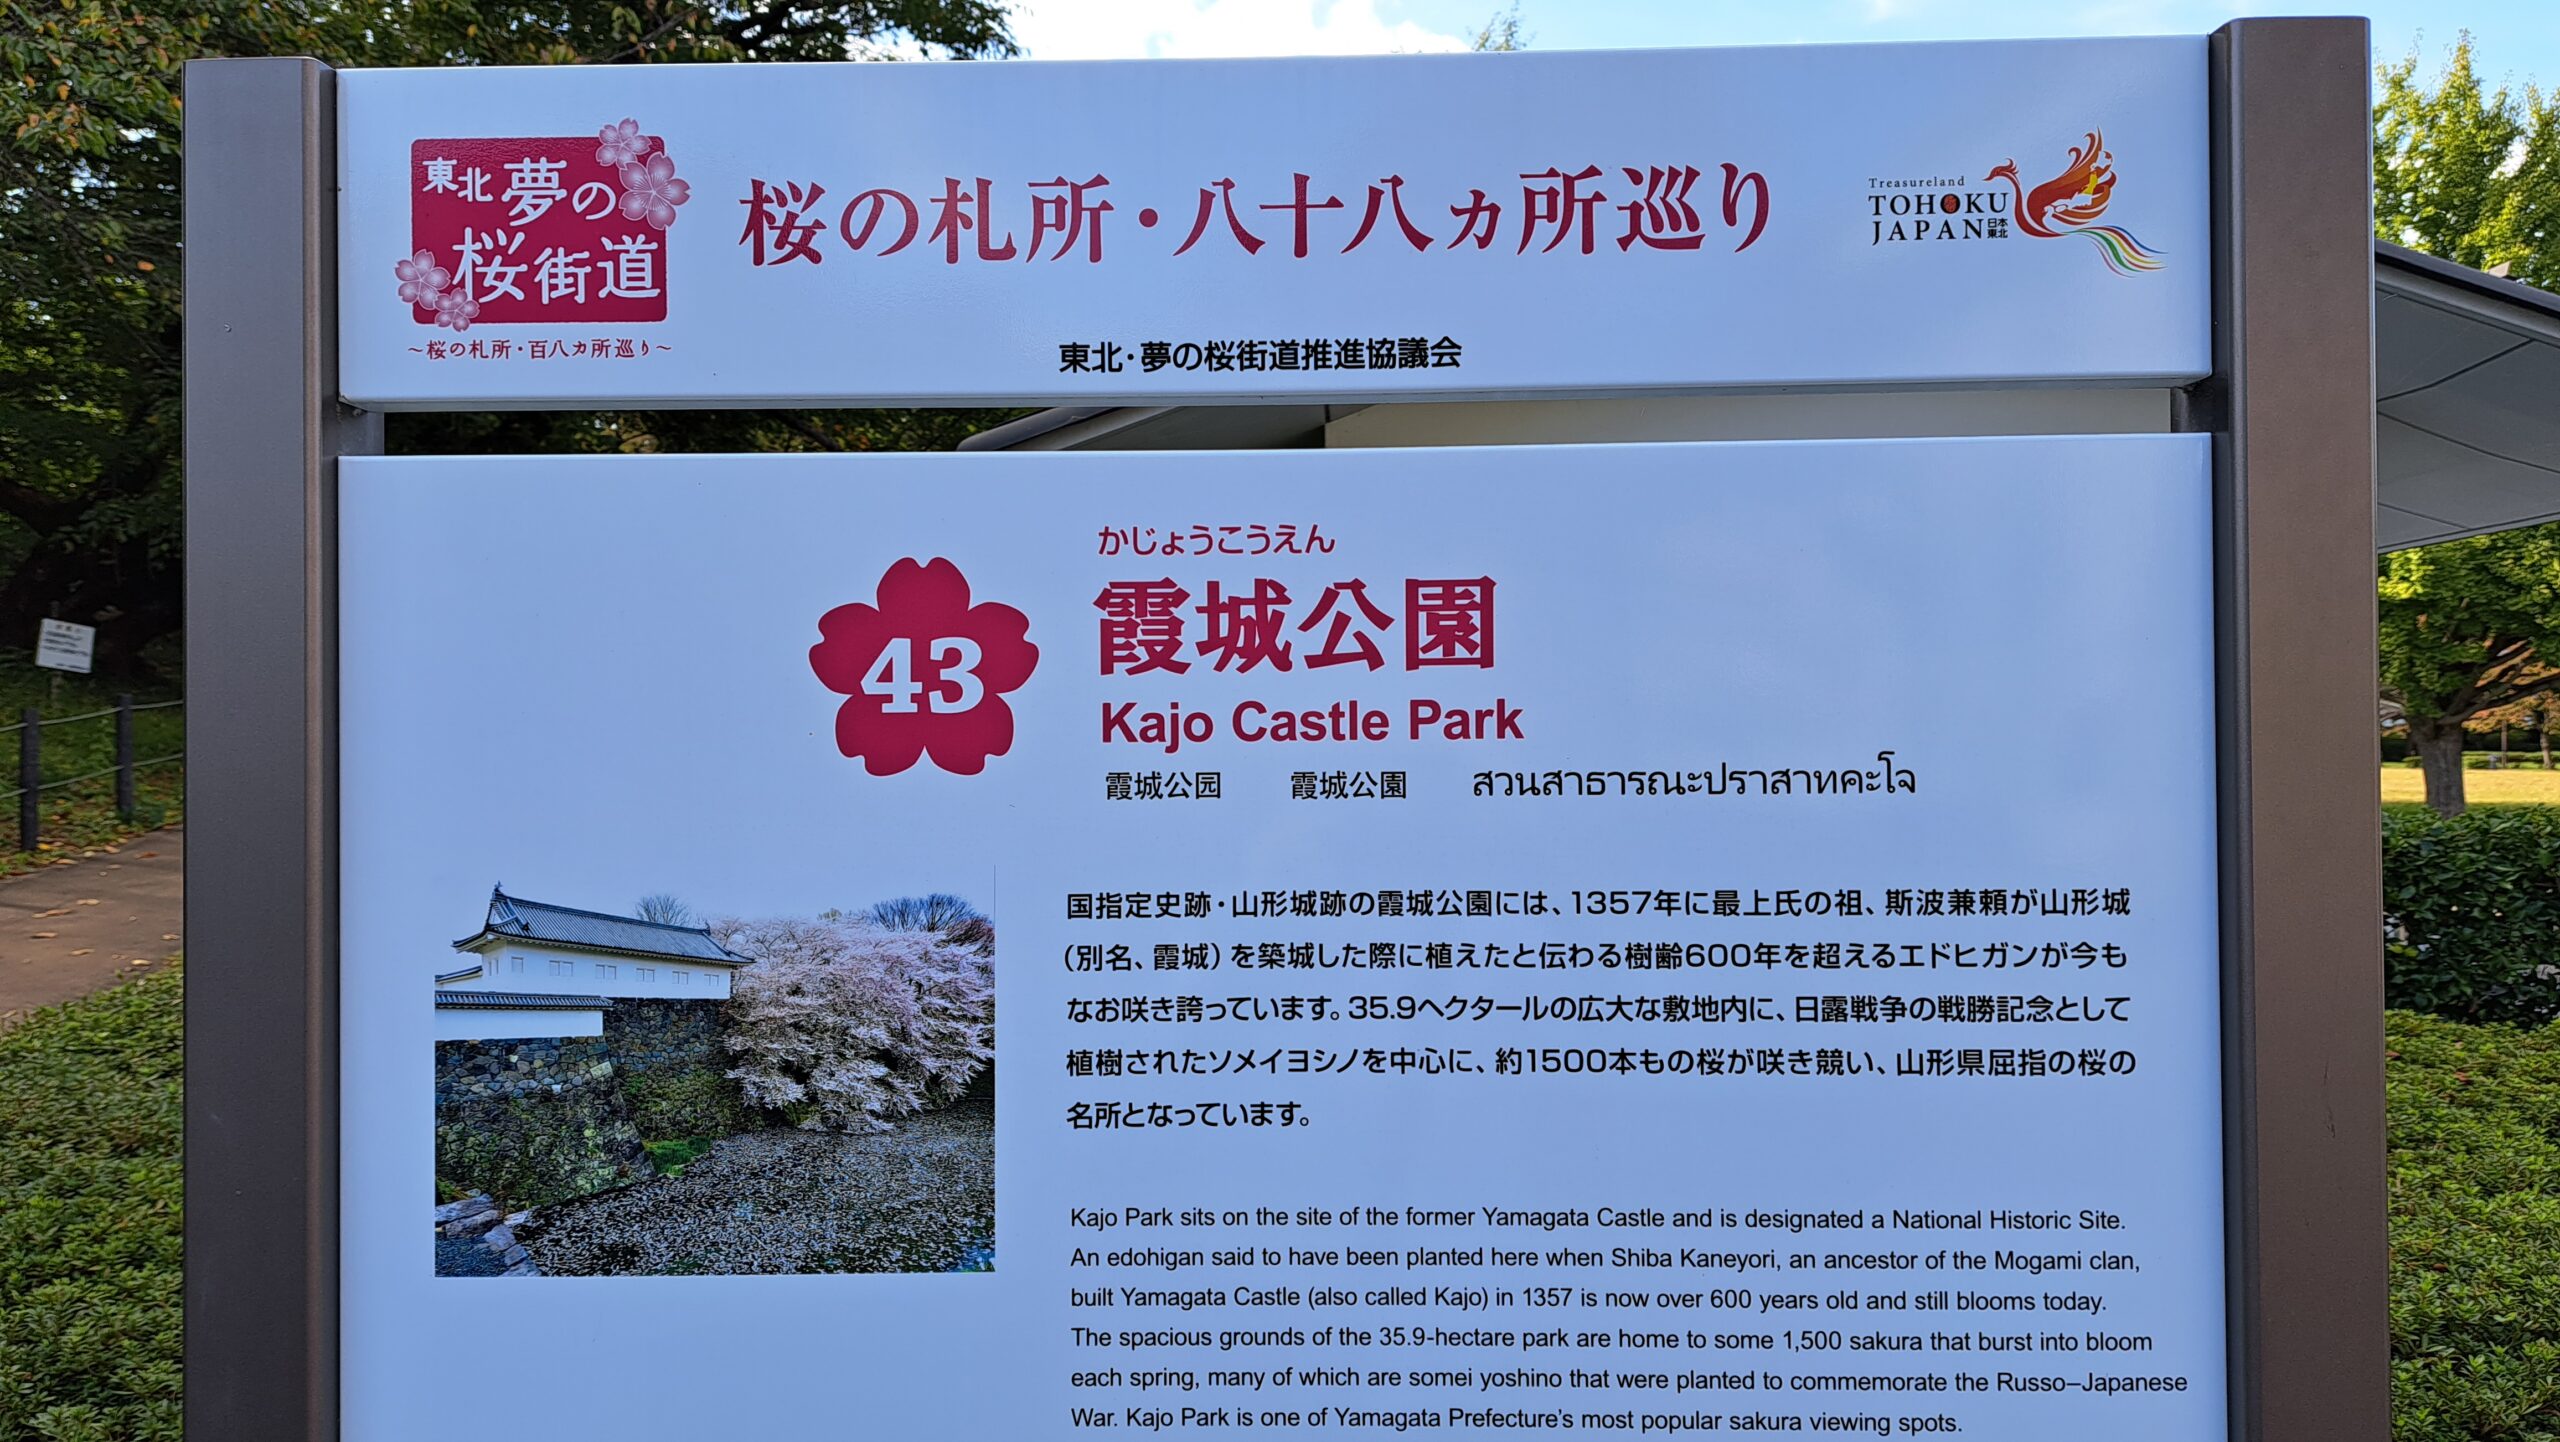 東北 夢の
桜街道
～桜の札所・百八カ所巡り～
桜の札所・八十八ヵ所巡り
Treasureland
TOHOKU
JAPAN 日本東北
東北・夢の桜街道推進協議会
43
かじょうこうえん
霞城公園
Kajo Castle Park
霞城公园 霞城公園 สวนสาธารณะปราสาทคะโจ
国指定史跡・山形城跡の霞城公園には、1357年に最上氏の祖、斯波兼頼が山形城
（別名、霞城）を築城した際に植えたと伝わる樹齢600年を超えるエドヒガンが今も
なお咲き誇っています。35.9ヘクタールの広大な敷地内に、日露戦争の戦勝記念として
植樹されたソメイヨシノを中心に、約1500本もの桜が咲き競い、山形県屈指の桜の
名所となっています。
Kajo Park sits on the site of the former Yamagata Castle and is designated a National Historic Site.
An edohigan said to have been planted here when Shiba Kaneyori, an ancestor of the Mogami clan,
built Yamagata Castle (also called Kajo) in 1357 is now over 600 years old and still blooms today.
The spacious grounds of the 35.9-hectare park are home to some 1,500 sakura that burst into bloom
each spring, many of which are somei yoshino that were planted to commemorate the Russo–Japanese
War. Kajo Park is one of Yamagata Prefecture's most popular sakura viewing spots.